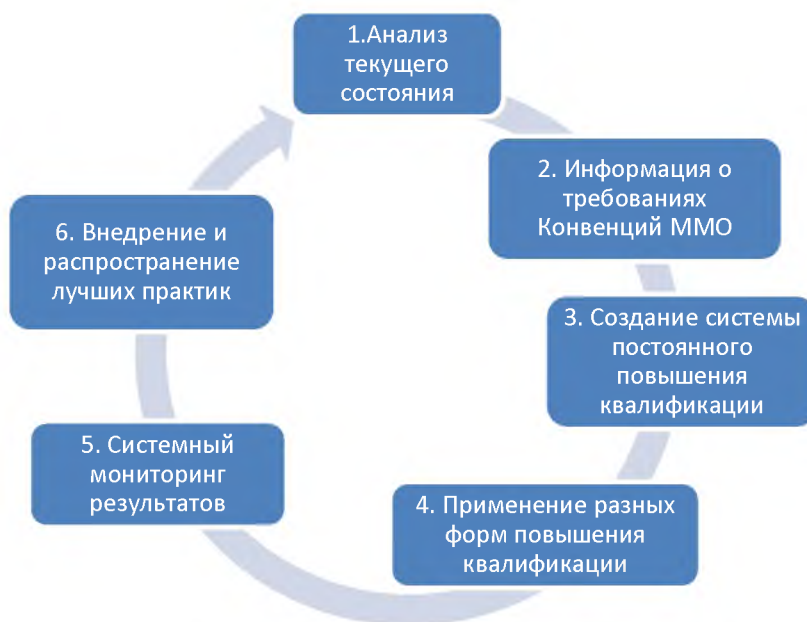 1.Анализ
текущего
состояния
2. Информация о
требованиях
Конвенций ММО
3. Создание системы
постоянного
повышения
квалификации
4. Применение разных
форм повышения
квалификации
5. Системный
мониторинг
результатов
6. Внедрение и
распространение
лучших практик